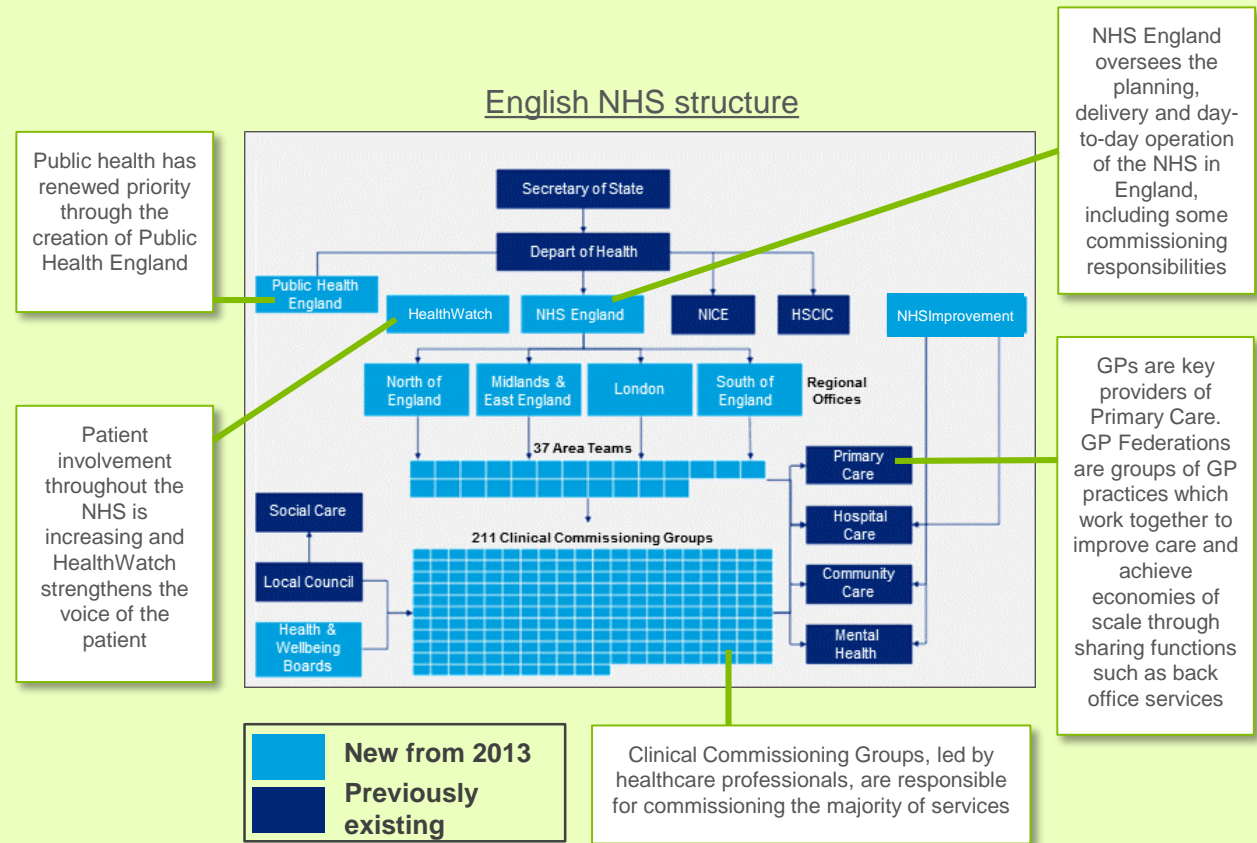 English NHS structure
Public health has
renewed priority
through the
creation of Public
Health England
Patient
involvement
throughout the
NHS is
increasing and
HealthWatch
strengthens the
voice of the
patient
Secretary of State
Depart of Health
Public Health
England
HealthWatch
NHS England
NICE
HSCIC
NHSImprovement
North of
England
Midlands &
East England
London
South of
England
Regional
Offices
37 Area Teams
211 Clinical Commissioning Groups
Social Care
Local Council
Health &
Wellbeing
Boards
Primary
Care
Hospital
Care
Community
Care
Mental
Health
NHS England
oversees the
planning,
delivery and day-
to-day operation
of the NHS in
England,
including some
commissioning
responsibilities
GPs are key
providers of
Primary Care.
GP Federations
are groups of GP
practices which
work together to
improve care and
achieve
economies of
scale through
sharing functions
such as back
office services
New from 2013
Previously
existing
Clinical Commissioning Groups, led by
healthcare professionals, are responsible
for commissioning the majority of services